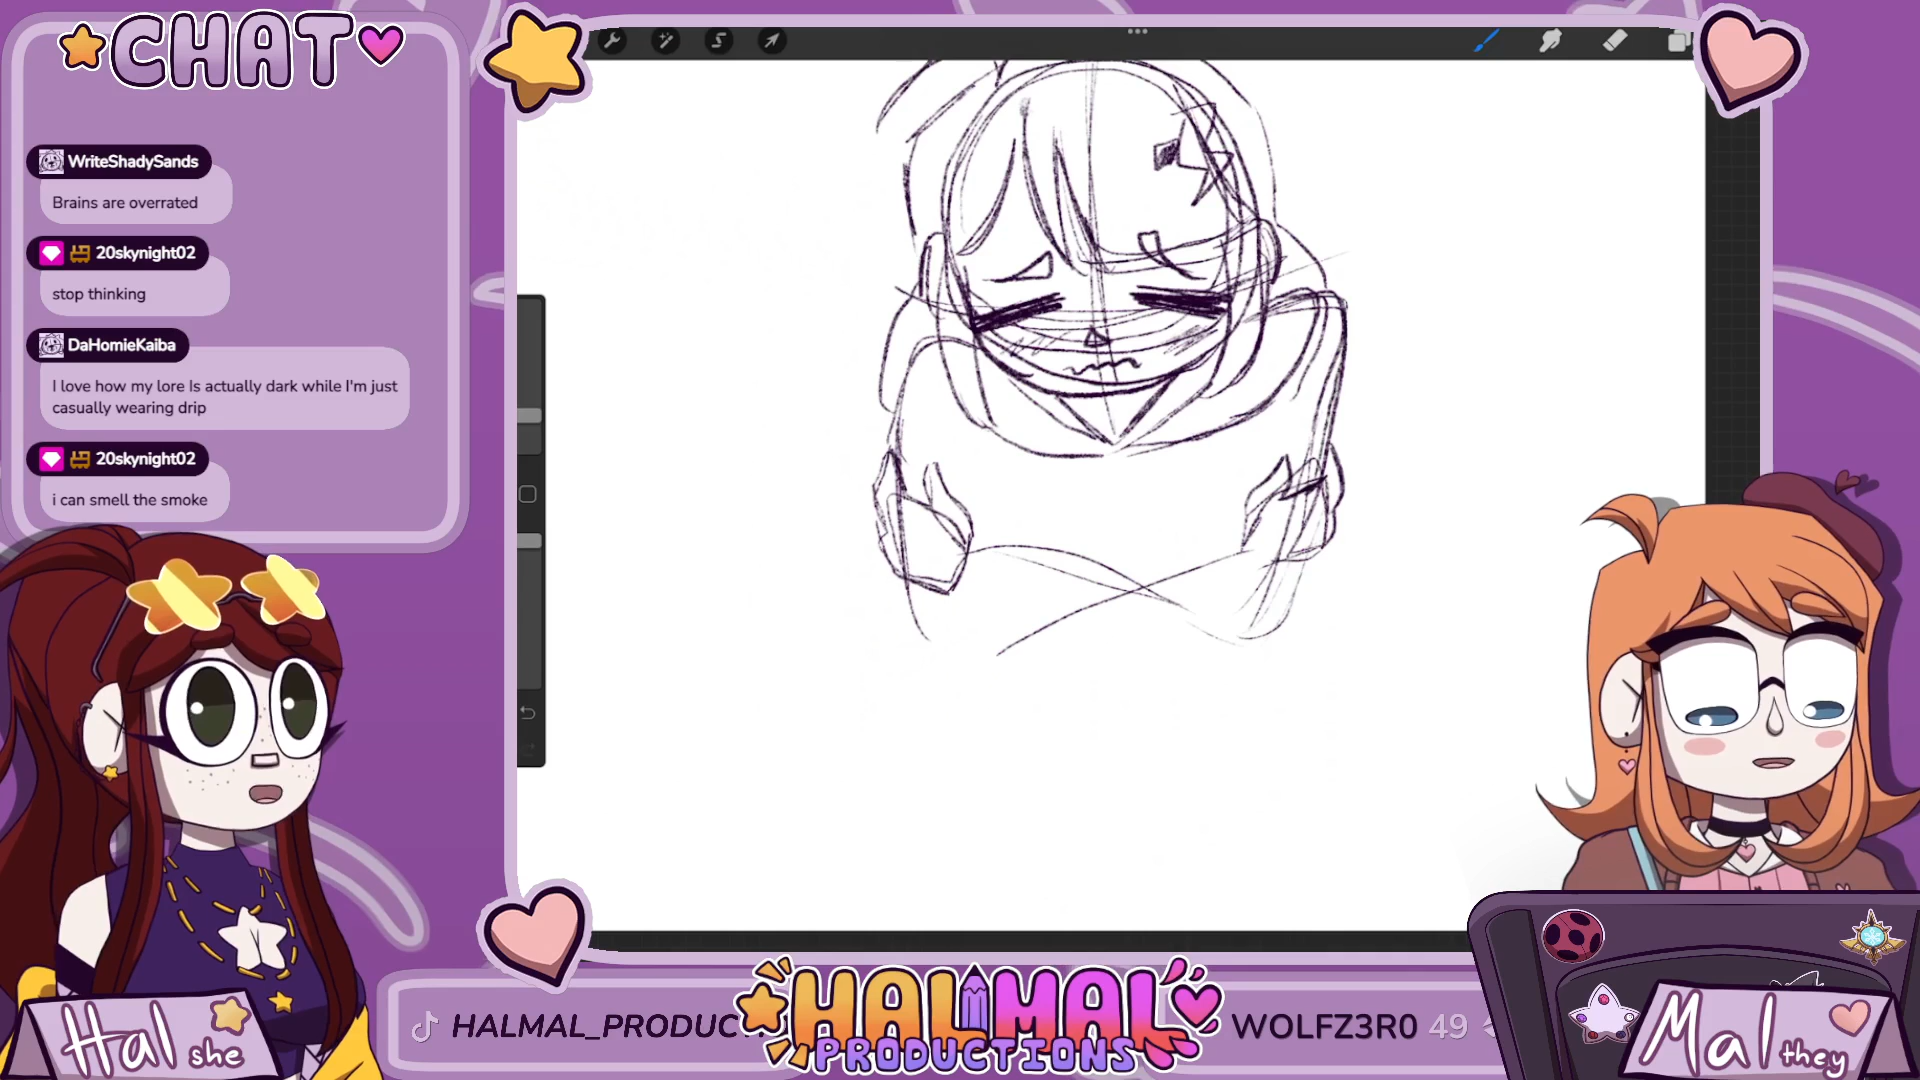 CHAT
WriteShadySands
Brains are overrated
20skynight02
stop thinking
DaHomieKaiba
I love how my lore Is actually dark while I'm just
casually wearing drip
20skynight02
i can smell the smoke
Hal she
HALMAL_PRODUC
HALMAL
PRODUCTIONS
WOLFZ3R0 49
Mal they